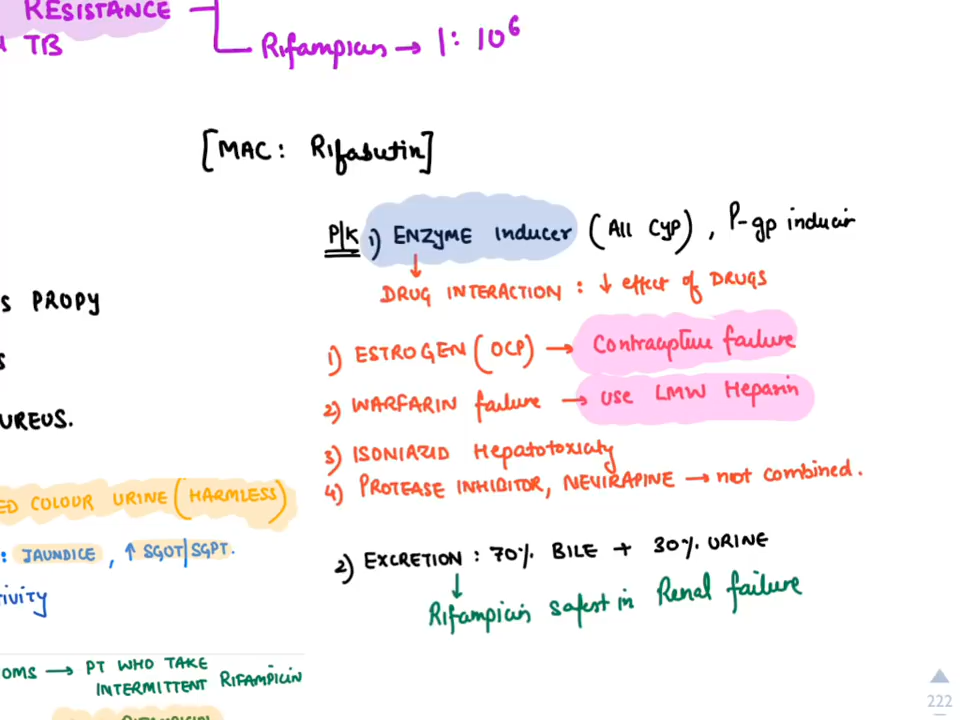 RESISTANCE
TB
Rifampicin → 1 : 10⁶
[MAC: Rifabutin]
P/K 1) ENZYME Inducer (All CYP), P-gp inducer
↓
DRUG INTERACTION : ↓ effect of DRUGS
1) ESTROGEN (OCP) → Contraceptive failure
2) WARFARIN failure → use LMW Heparin
3) ISONIAZID Hepatotoxicity
4) PROTEASE INHIBITOR, NEVIRAPINE → not combined.
2) EXCRETION : 70% BILE + 30% URINE
↓
Rifampicin safest in Renal failure
S PROPY
S
UREUS.
ED COLOUR URINE (HARMLESS)
: JAUNDICE, ↑ SGOT/SGPT.
tivity
OMS → PT WHO TAKE
INTERMITTENT RIFAMPICIN
222